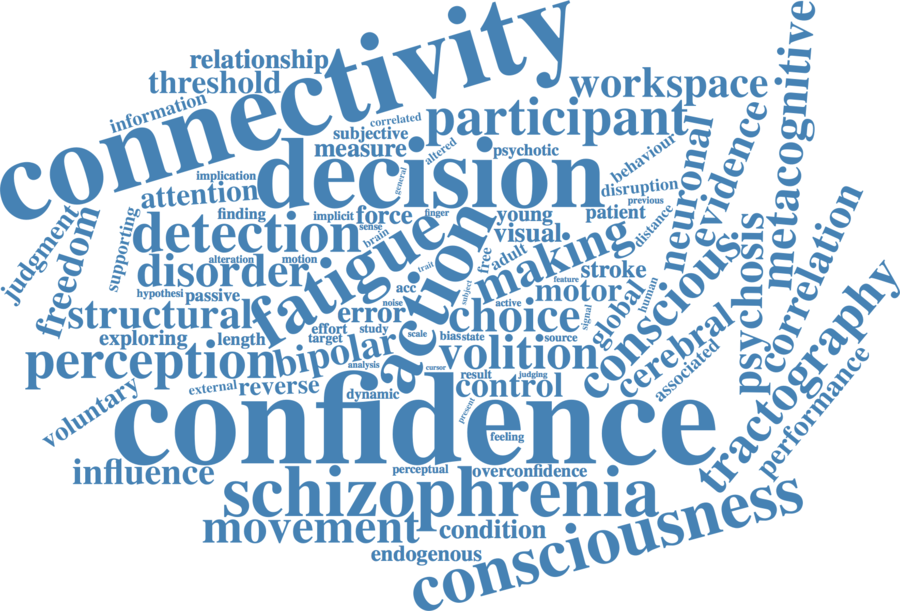 connectivity
relationship
threshold
information
workspace
metacognitive
correlated
participant
subjective
measure
altered
psychotic
decision
behaviour
neuronal
evidence
implication
general
attention
disruption
previous
judgment
freedom
supporting
finding
implicit
force
finger
young
patient
distance
detection
sense
brain
fatigue
action
visual
alteration
motion
disorder
trait
free
adult
making
stroke
conscious
psychosis
correlation
hypothesi
passive
acc
subject
feature
motor
human
global
structural
noise
error
active
choice
signal
exploring
length
effort
study
target
scale
bias
state
source
cerebral
perception
bipolar
analysis
cursor
volition
associated
tractography
performance
voluntary
external
reverse
dynamic
result
judging
control
confidence
present
feeling
influence
perceptual
overconfidence
schizophrenia
movement
condition
endogenous
consciousness